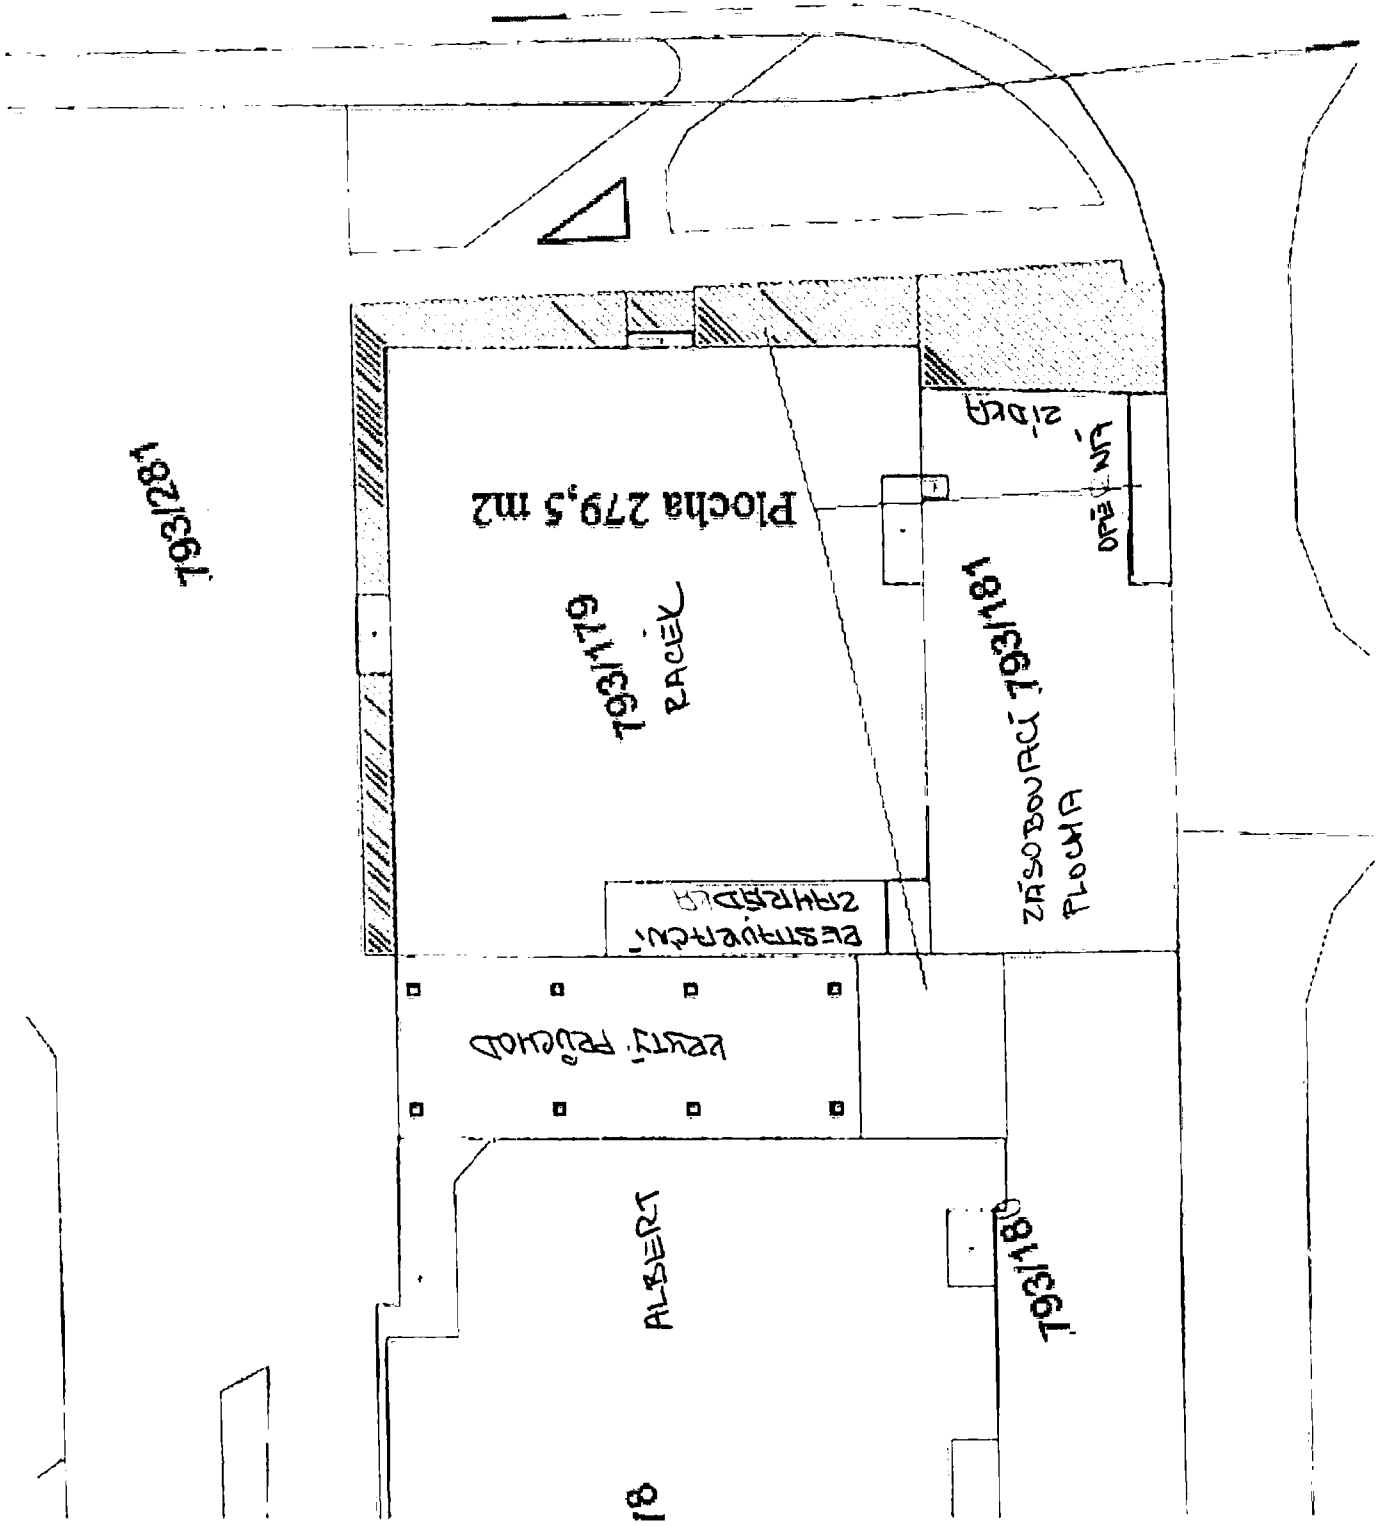 793/281
Plocha 279,5 m2
793/179
RACEK
ZÍDKA
OPĚRNÁ
793/181
ZÁSOBOVACÍ
PLOCHA
RESTAURAČNÍ
ZAHRÁDKA
KRYTÝ PRŮCHOD
ALBERT
793/180
18